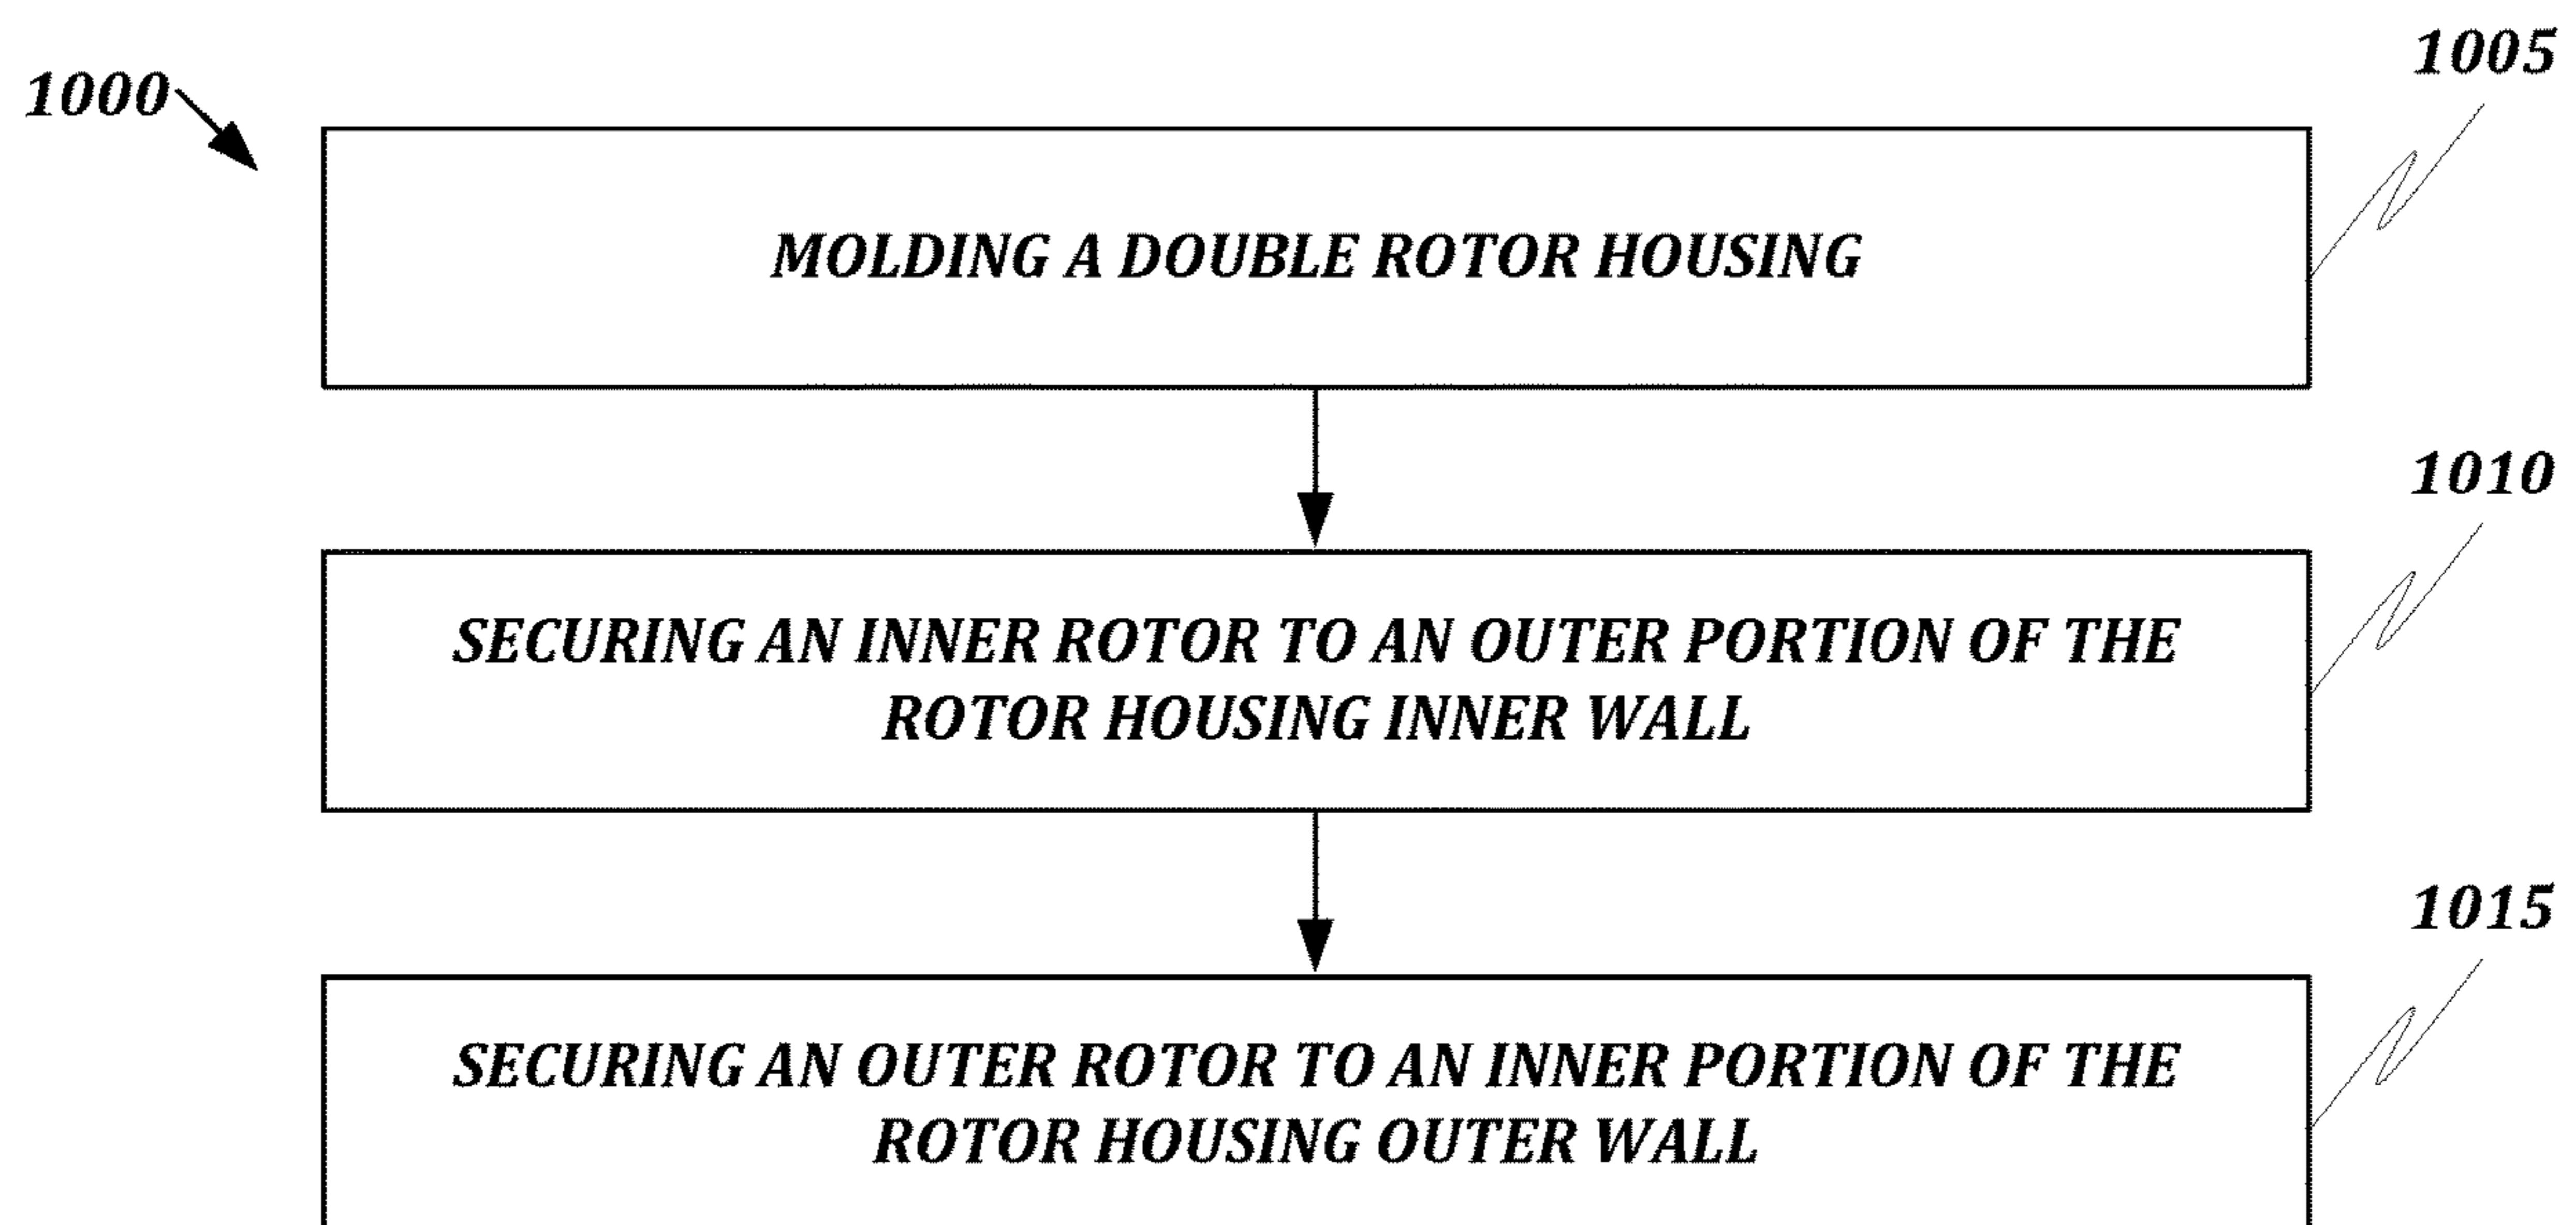 1005
1000
MOLDING A DOUBLE ROTOR HOUSING
1010
SECURING AN INNER ROTOR TO AN OUTER PORTION OF THE
ROTOR HOUSING INNER WALL
1015
SECURING AN OUTER ROTOR TO AN INNER PORTION OF THE
ROTOR HOUSING OUTER WALL